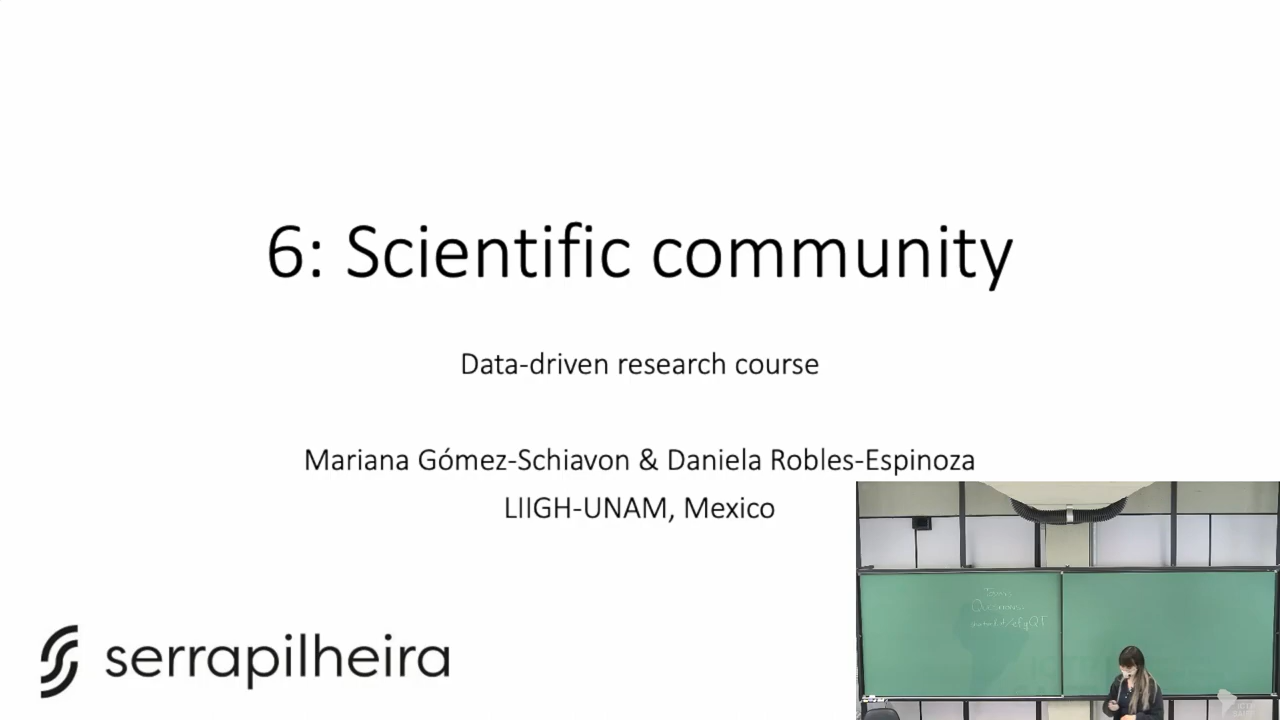 6: Scientific community
Data-driven research course
Mariana Gómez-Schiavon & Daniela Robles-Espinoza
LIIGH-UNAM, Mexico
serrapilheira